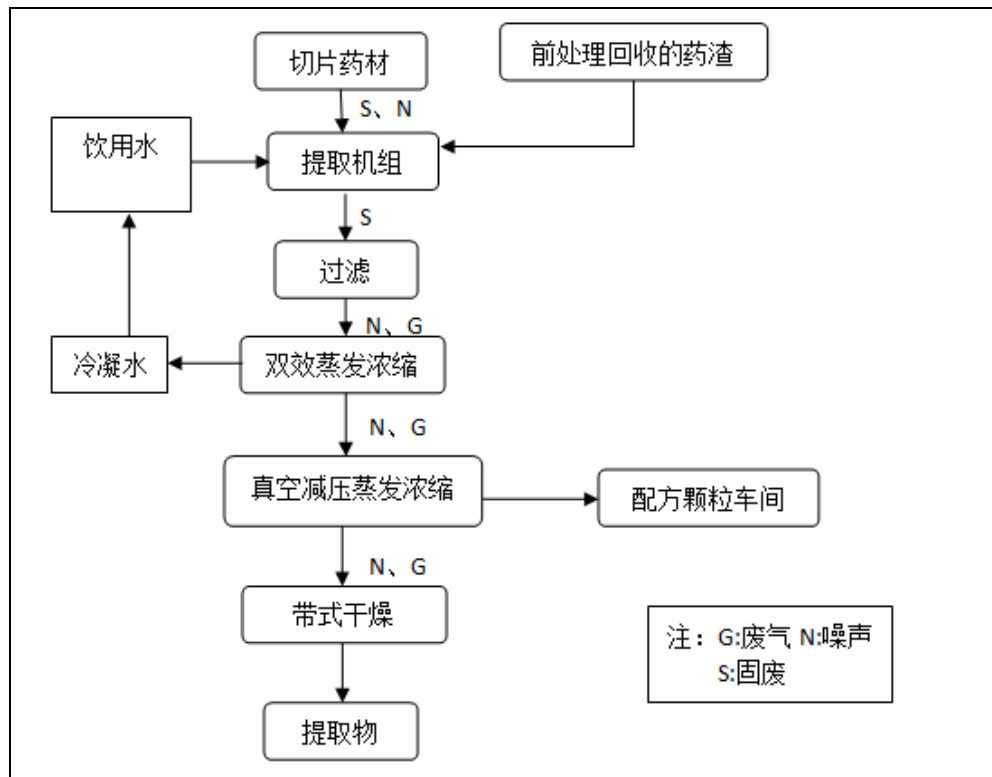 切片药材
前处理回收的药渣
S、N
饮用水
提取机组
S
过滤
N、G
冷凝水
双效蒸发浓缩
N、G
真空减压蒸发浓缩
配方颗粒车间
N、G
带式干燥
注：G:废气 N:噪声
S:固废
提取物